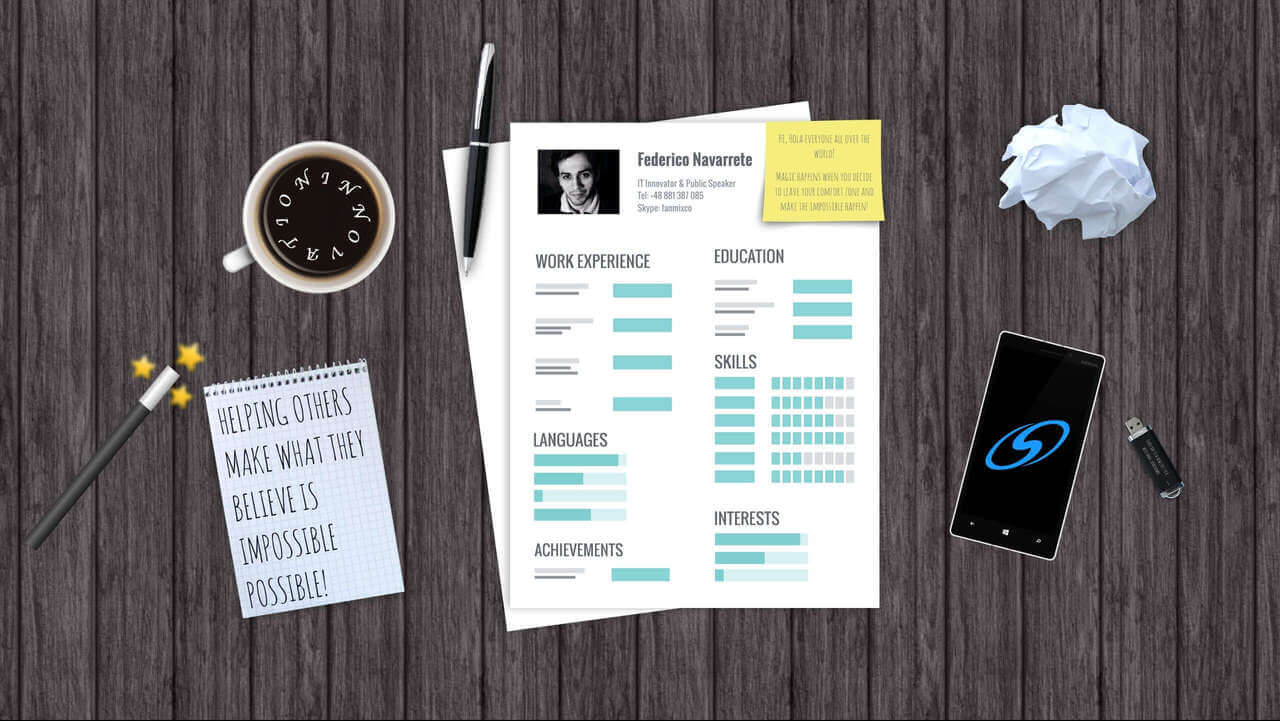 INNOVATION
HELPING OTHERS
MAKE WHAT THEY
BELIEVE IS
IMPOSSIBLE
POSSIBLE!
Federico Navarrete
IT Innovator & Public Speaker
Tel: +48 881 387 085
Skype: fanmixco
HI, HOLA EVERYONE ALL OVER THE
WORLD!
MAGIC HAPPENS WHEN YOU DECIDE
TO LEAVE YOUR COMFORT ZONE AND
MAKE THE IMPOSSIBLE HAPPEN!
WORK EXPERIENCE
LANGUAGES
ACHIEVEMENTS
EDUCATION
SKILLS
INTERESTS
NOKIA